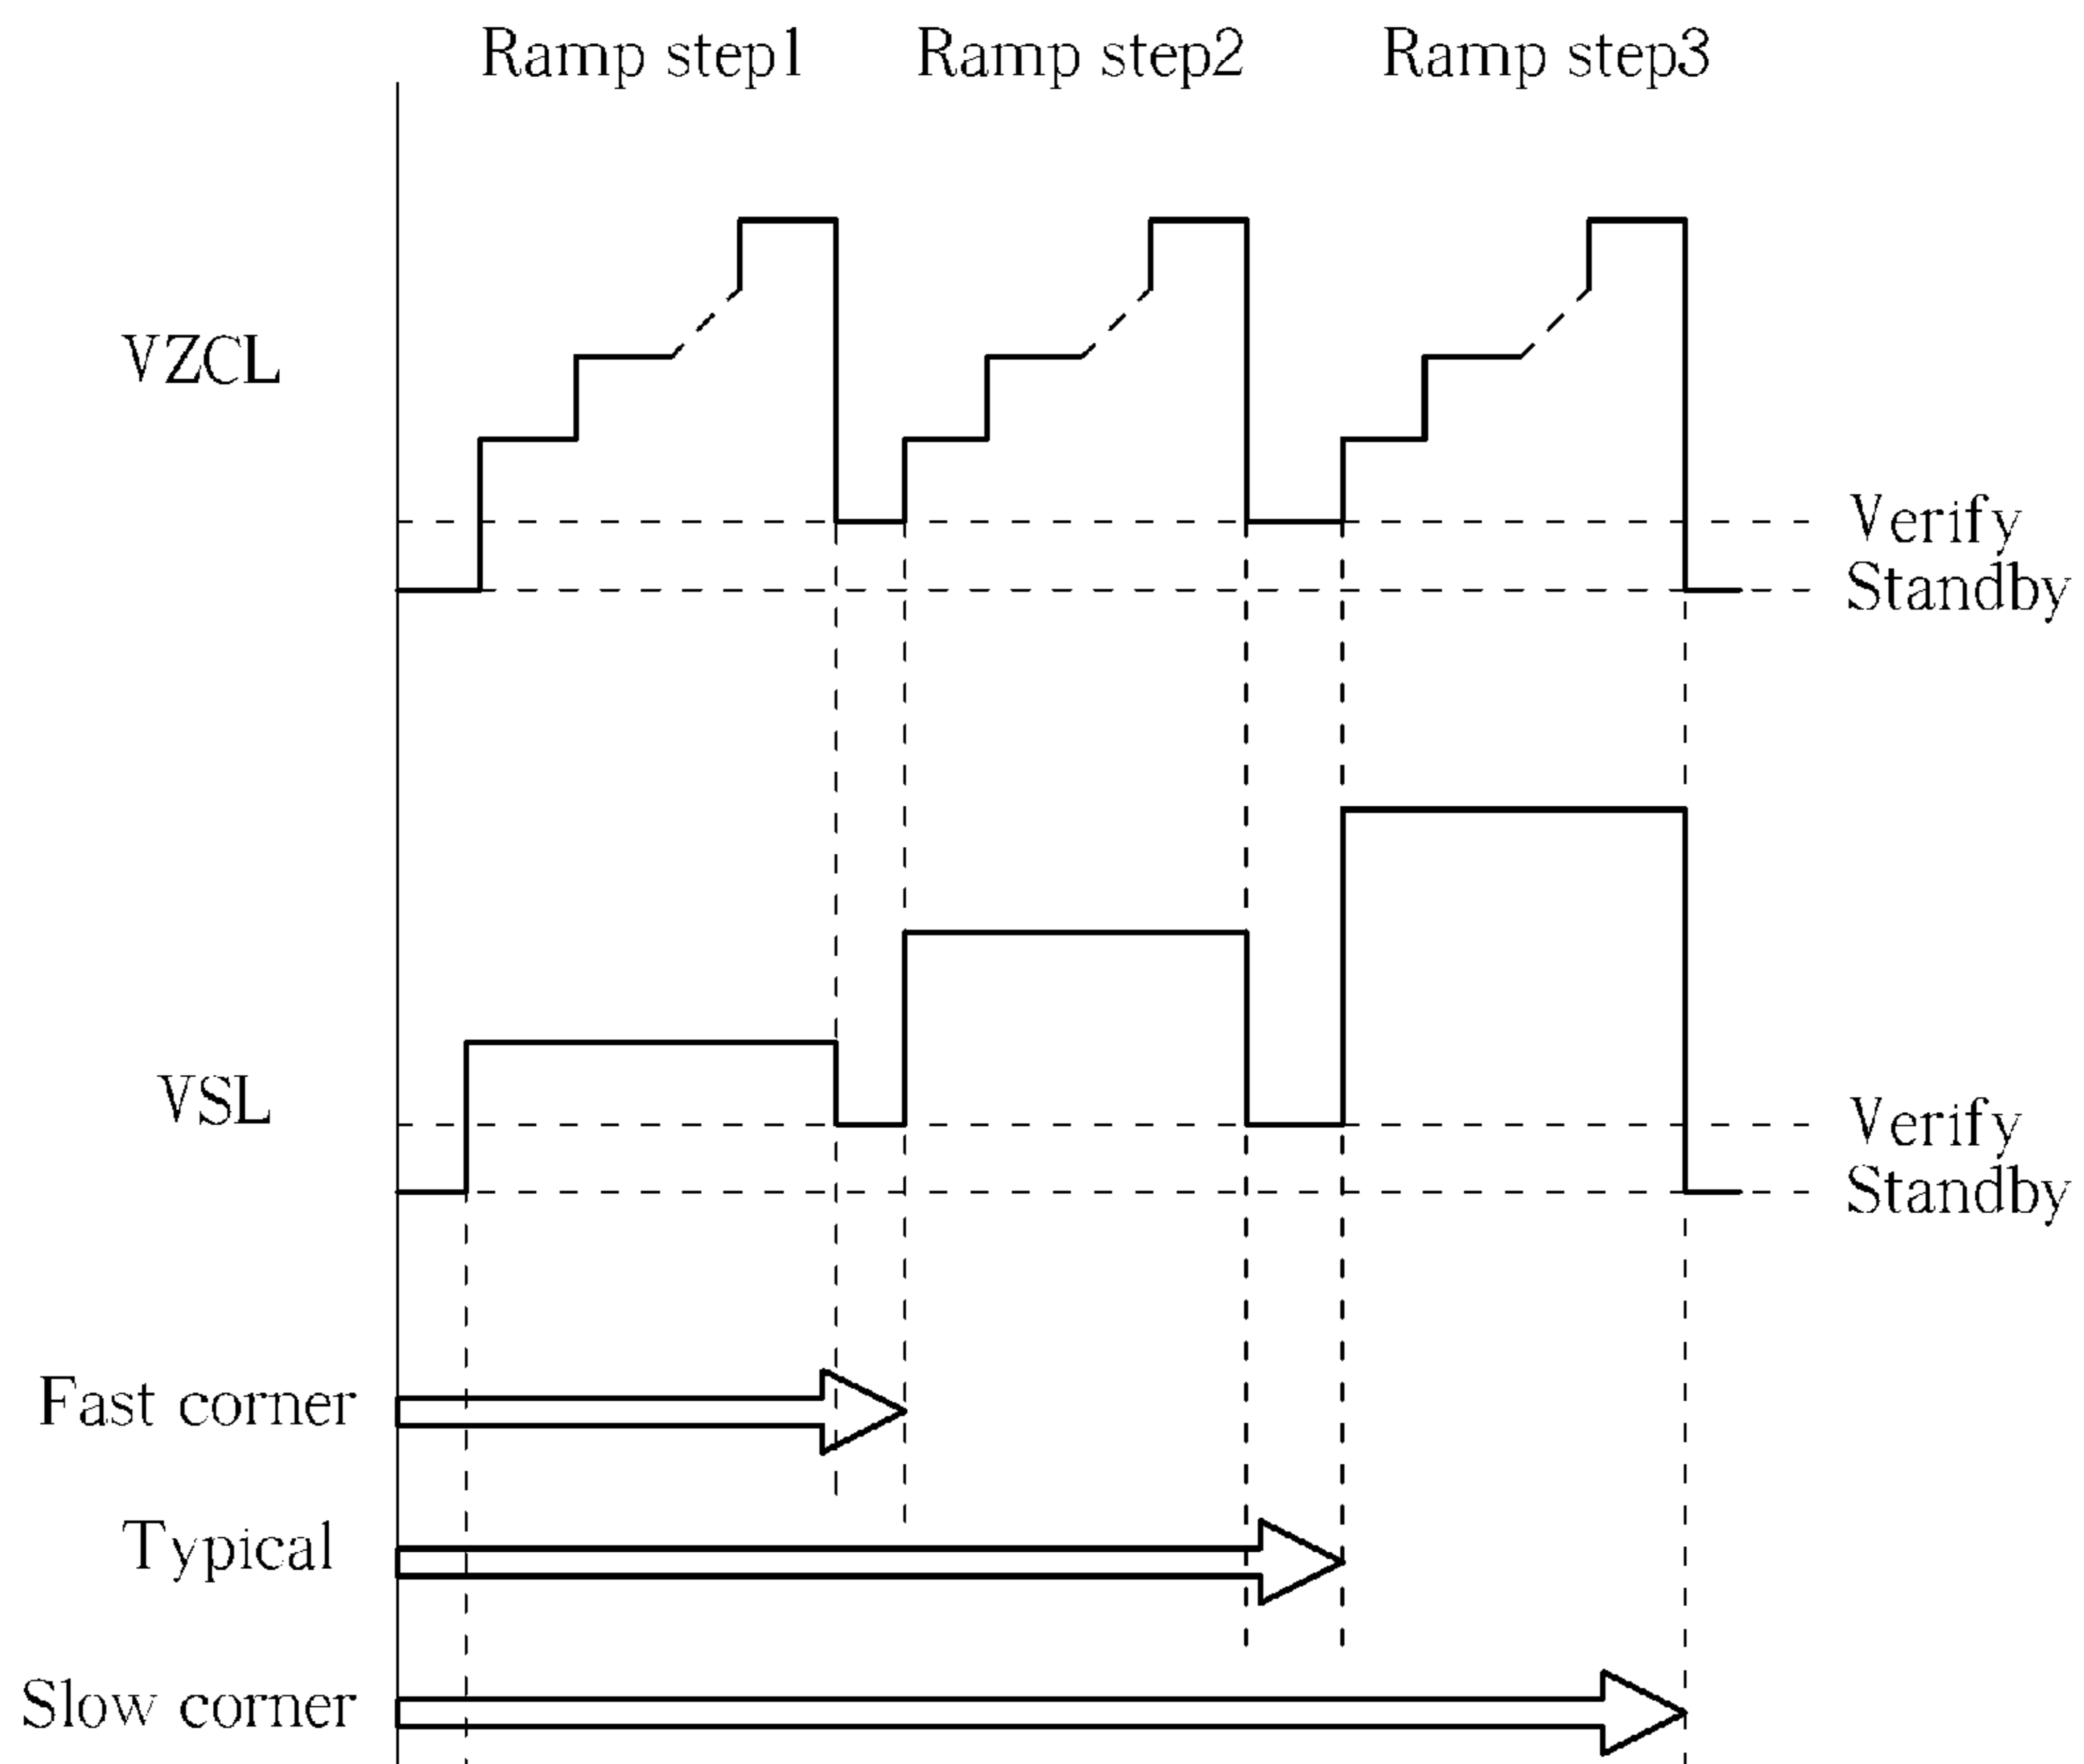 Ramp step1 Ramp step2 Ramp step3
VZCL
Verify
Standby
VSL
Verify
Standby
Fast corner
Typical
Slow corner